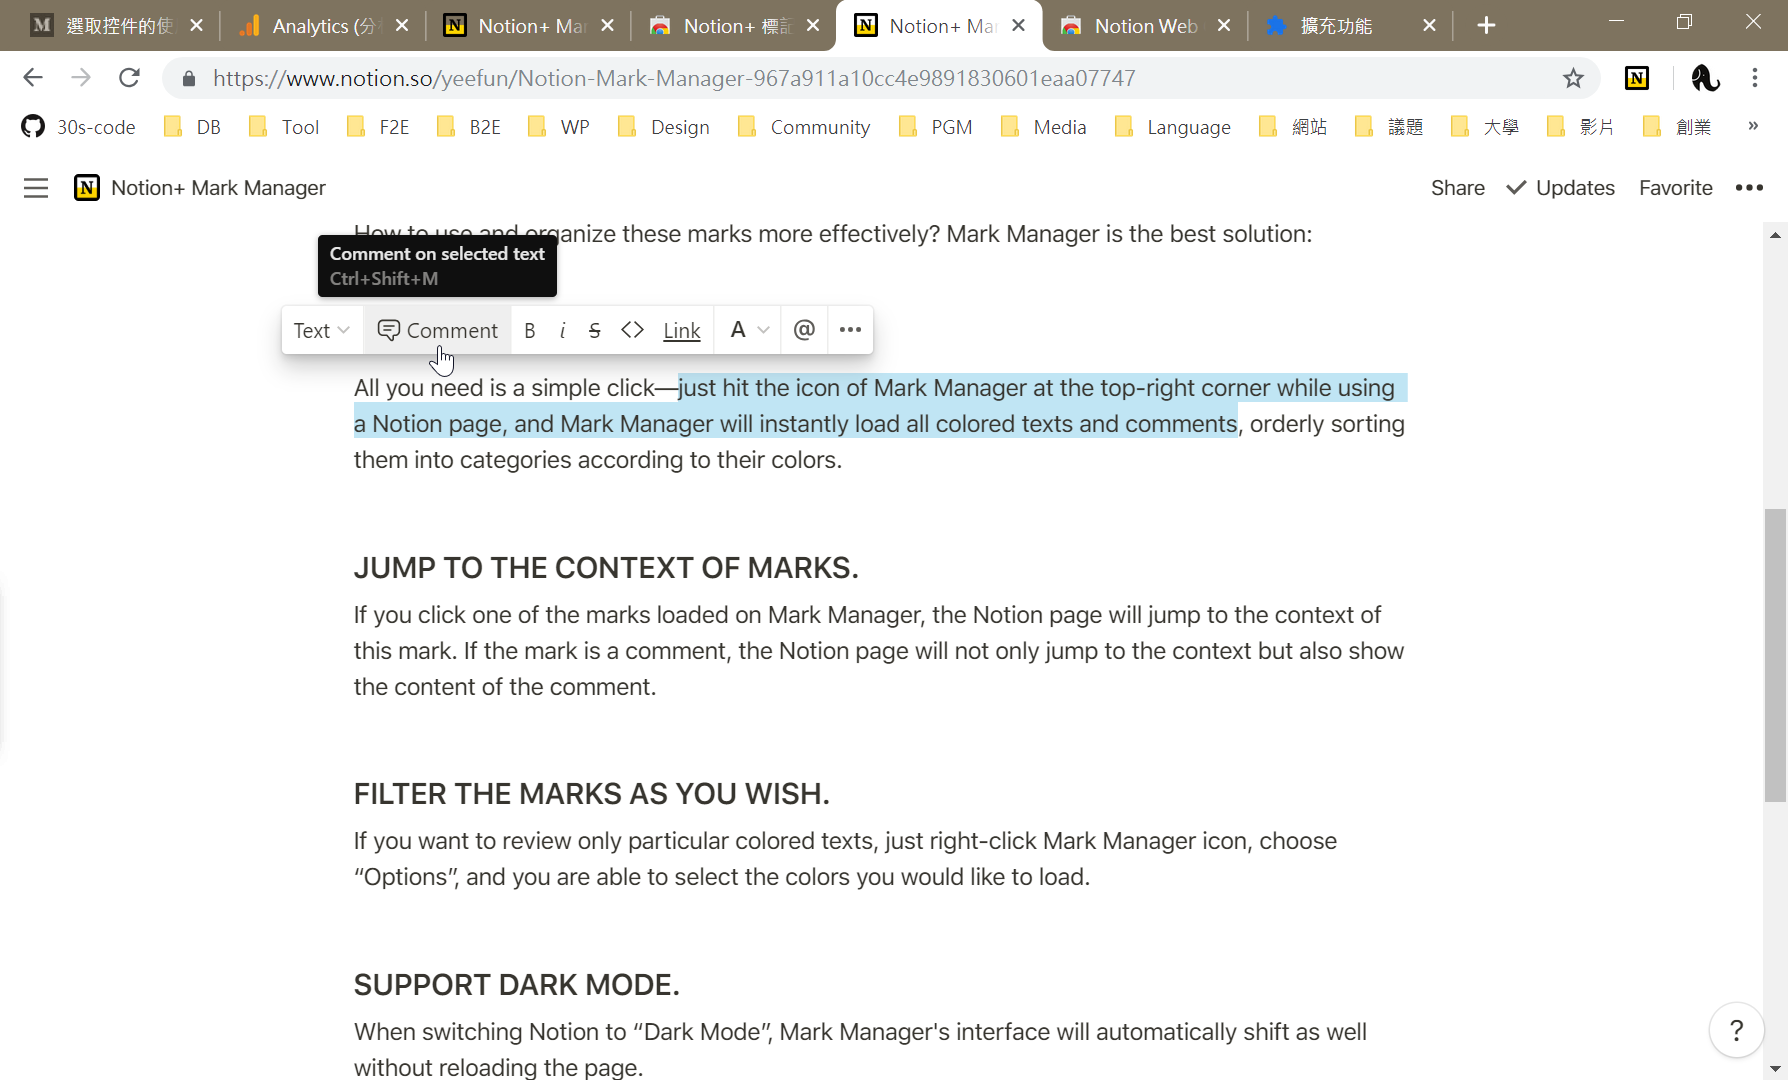 選取控件的使
Analytics (分
Notion+ Ma
Notion+ 標記
Notion+ Ma
Notion Web
擴充功能
https://www.notion.so/yeefun/Notion-Mark-Manager-967a911a10cc4e9891830601eaa07747
30s-code DB Tool F2E B2E WP Design Community PGM Media Language 網站 議題 大學 影片 創業 »
Notion+ Mark Manager
Share Updates Favorite •••
How to use and organize these marks more effectively? Mark Manager is the best solution:
Comment on selected text
Ctrl+Shift+M
Text Comment B i S <> Link A @ •••
All you need is a simple click—just hit the icon of Mark Manager at the top-right corner while using
a Notion page, and Mark Manager will instantly load all colored texts and comments, orderly sorting
them into categories according to their colors.
JUMP TO THE CONTEXT OF MARKS.
If you click one of the marks loaded on Mark Manager, the Notion page will jump to the context of
this mark. If the mark is a comment, the Notion page will not only jump to the context but also show
the content of the comment.
FILTER THE MARKS AS YOU WISH.
If you want to review only particular colored texts, just right-click Mark Manager icon, choose
“Options”, and you are able to select the colors you would like to load.
SUPPORT DARK MODE.
When switching Notion to “Dark Mode”, Mark Manager's interface will automatically shift as well
without reloading the page.
?